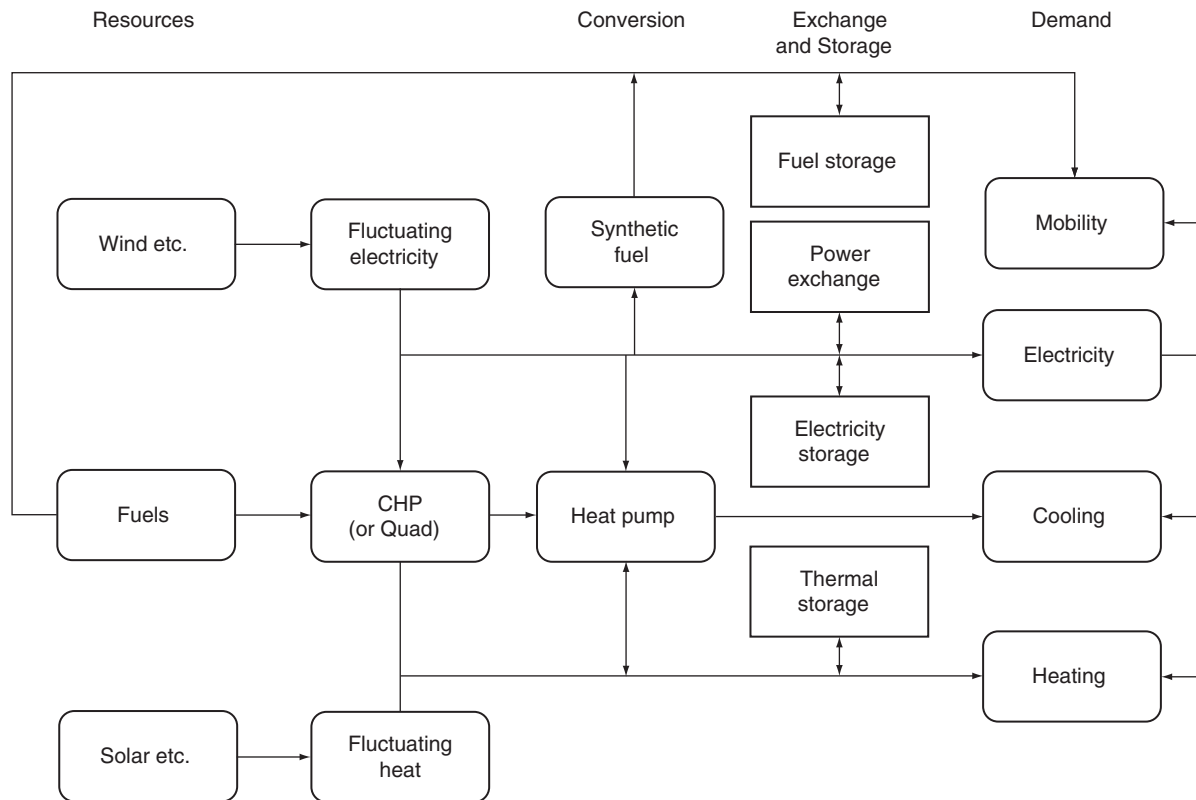 Resources
Conversion
Exchange
and Storage
Demand
Fuel storage
Wind etc.
Fluctuating
electricity
Synthetic
fuel
Power
exchange
Mobility
Electricity
Electricity
storage
Fuels
CHP
(or Quad)
Heat pump
Cooling
Thermal
storage
Heating
Solar etc.
Fluctuating
heat